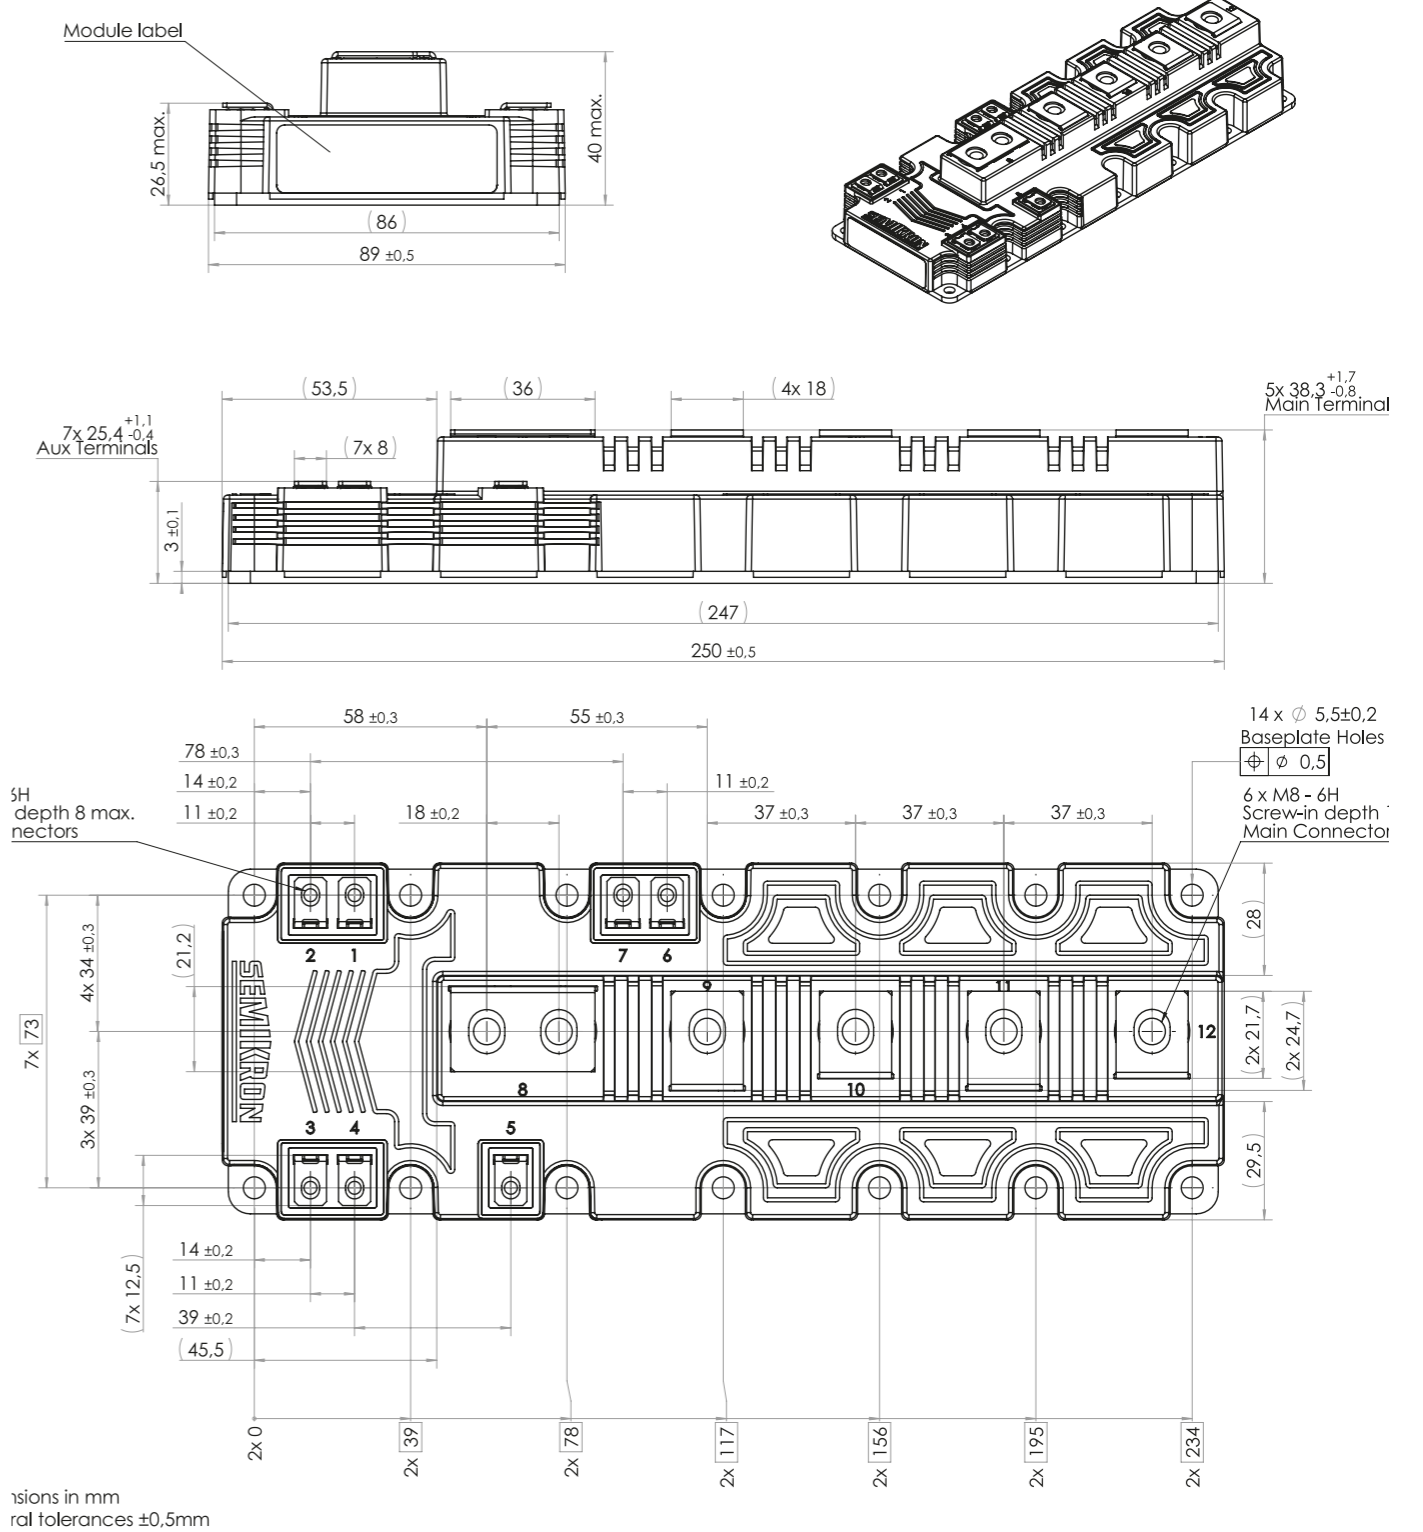 Module label
26,5 max.
40 max.
(86)
89 ±0,5
SEMIKRON
(53,5)
(36)
(4x 18)
5x 38,3 +1,7 -0,8
Main Terminal
7x 25,4 +1,1 -0,4
Aux Terminals
(7x 8)
3 ±0,1
(247)
250 ±0,5
58 ±0,3
55 ±0,3
14 x ∅ 5,5±0,2
Baseplate Holes
⌖ ∅ 0,5
78 ±0,3
14 ±0,2
11 ±0,2
6H
depth 8 max.
nectors
11 ±0,2
18 ±0,2
37 ±0,3
37 ±0,3
37 ±0,3
6 x M8 - 6H
Screw-in depth
Main Connector
(28)
4x 34 ±0,3
(21,2)
2 1
7 6
SEMIKRON
9
11
7x 73
12
(2x 21,7)
(2x 24,7)
8
10
3x 39 ±0,3
3 4
5
(29,5)
(7x 12,5)
14 ±0,2
11 ±0,2
39 ±0,2
(45,5)
2x 0
2x 39
2x 78
2x 117
2x 156
2x 195
2x 234
nsions in mm
ral tolerances ±0,5mm